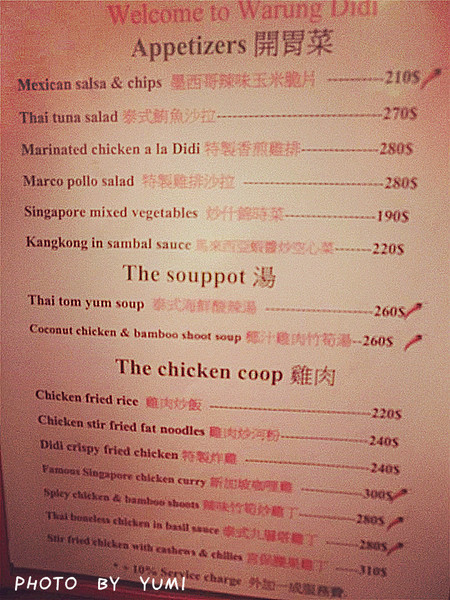 Welcome to Warung Didi
Appetizers 開胃菜
Mexican salsa & chips 墨西哥辣味玉米脆片 ----------210$
Thai tuna salad 泰式鮪魚沙拉------------------------------270$
Marinated chicken a la Didi 特製香煎雞排--------------280$
Marco pollo salad 特製雞排沙拉 -------------------------280$
Singapore mixed vegetables 炒什錦時菜----------------190$
Kangkong in sambal sauce 馬來西亞蝦醬炒空心菜-------220$
The souppot 湯
Thai tom yum soup 泰式海鮮酸辣湯 --------------------260$
Coconut chicken & bamboo shoot soup 椰汁雞肉竹筍湯--260$
The chicken coop 雞肉
Chicken fried rice 雞肉炒飯 ----------------------------220$
Chicken stir fried fat noodles 雞肉炒河粉---------------240$
Didi crispy fried chicken 特製炸雞 ---------------------240$
Famous Singapore chicken curry 新加坡咖哩雞 ----------300$
Spicy chicken & bamboo shoots 辣味竹筍炒雞丁---------280$
Thai boneless chicken in basil sauce 泰式九層塔雞丁 -----280$
Stir fried chicken with cashews & chilies 宮保腰果雞丁 ----310$
* + 10% Service charge 外加一成服務費.
PHOTO BY YUMI